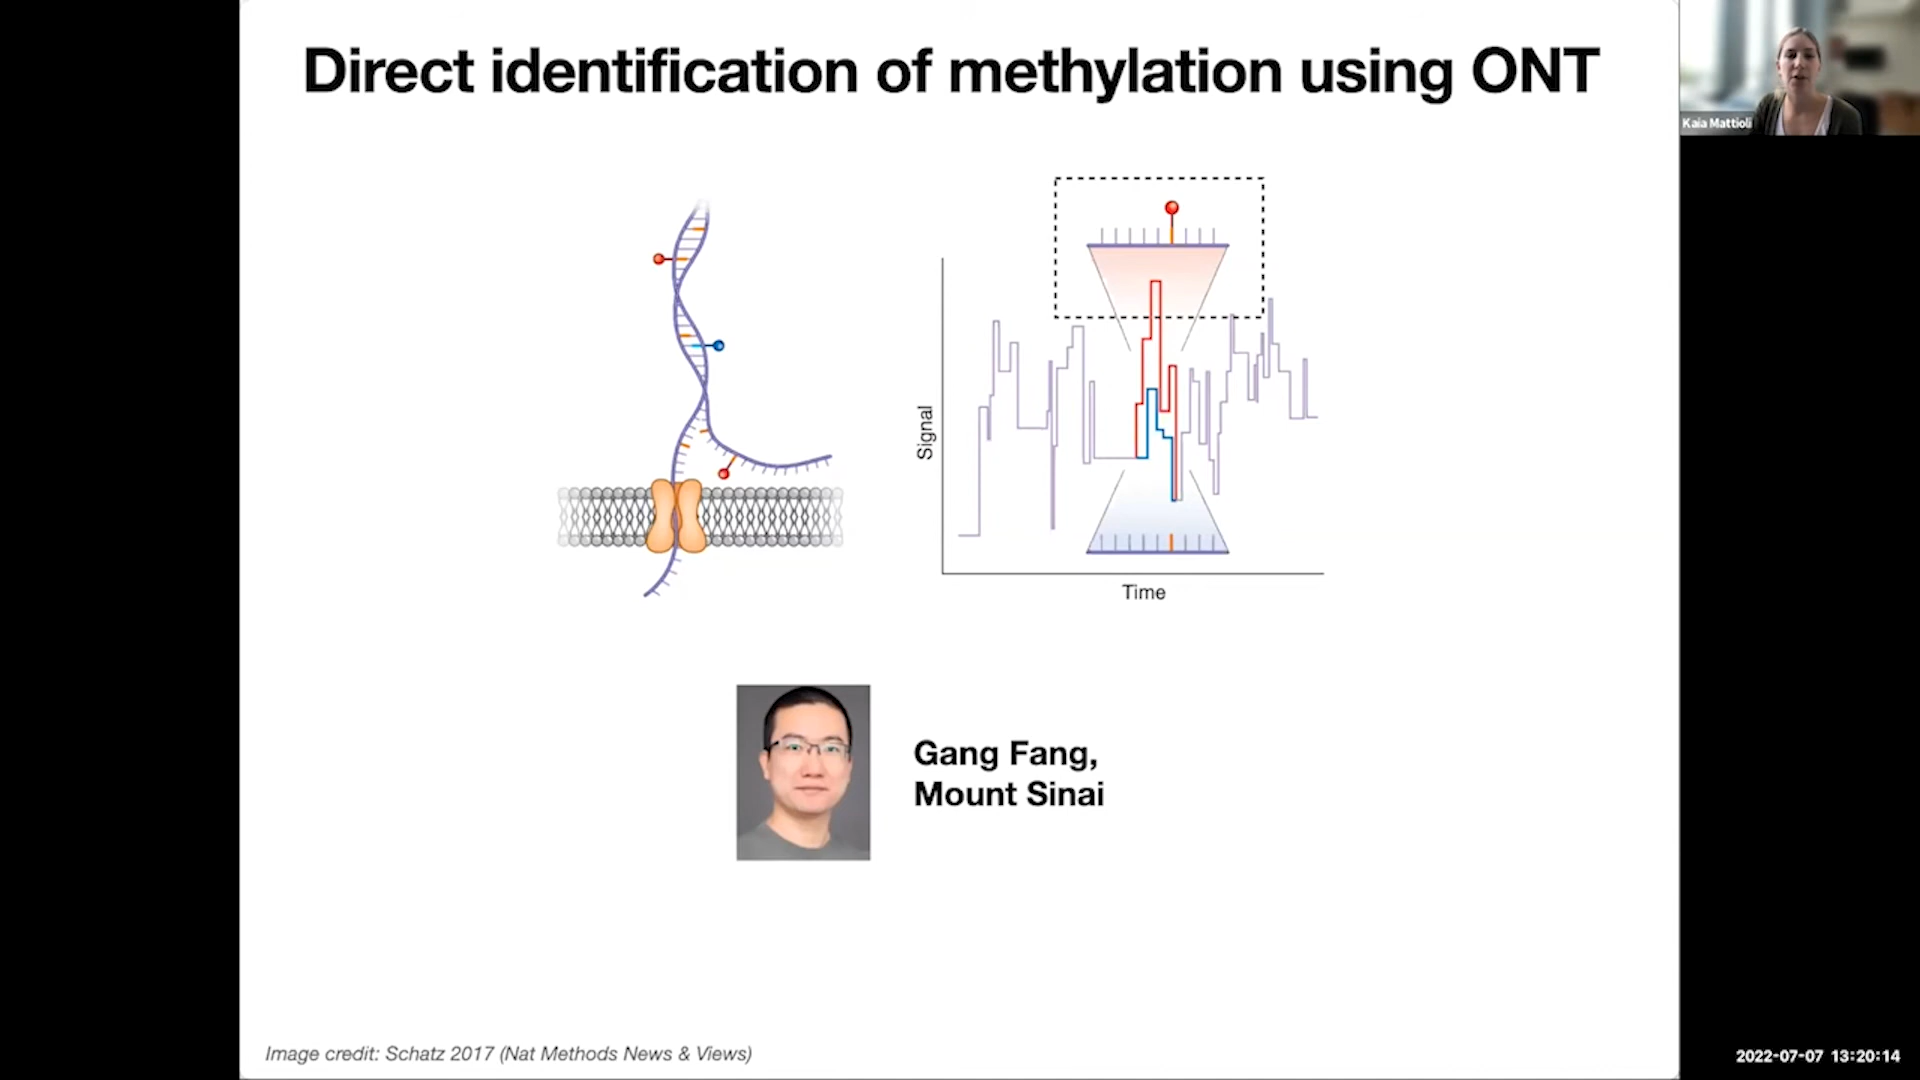 Direct identification of methylation using ONT
Kaia Mattioli
Signal
Time
Gang Fang,
Mount Sinai
Image credit: Schatz 2017 (Nat Methods News & Views)
2022-07-07 13:20:14